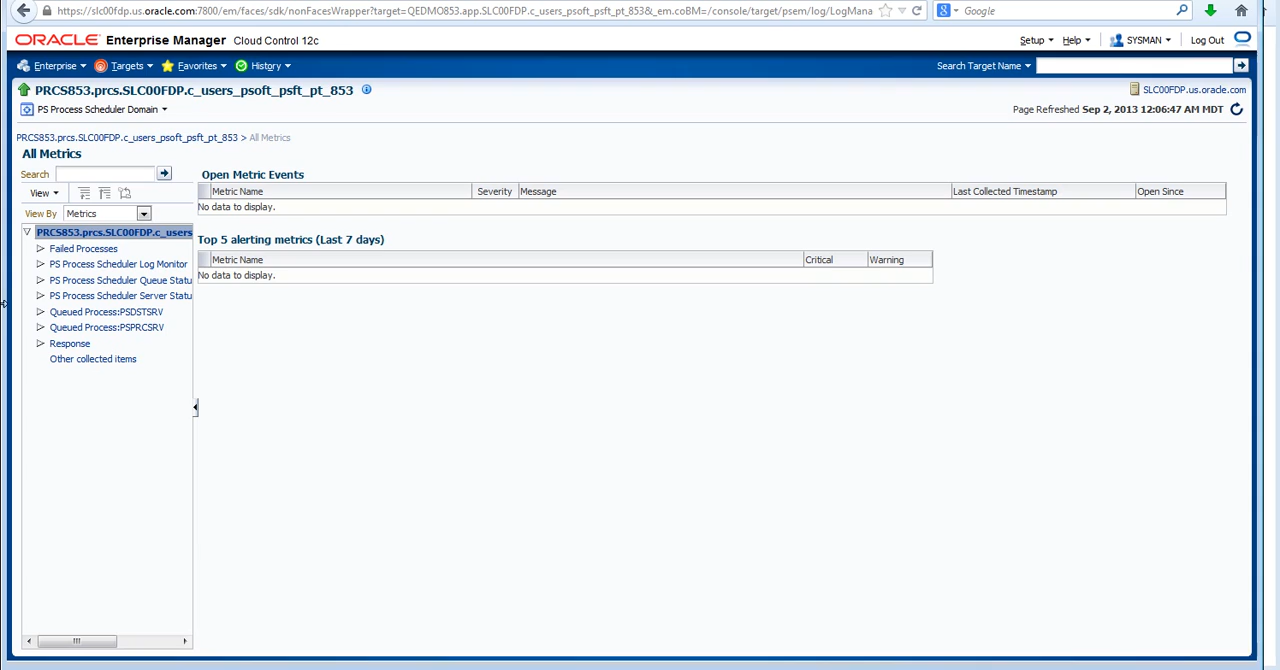 https://slc00fdp.us.oracle.com:7800/em/faces/sdk/nonFacesWrapper?target=QEDMO853.app.SLC00FDP.c_users_psoft_psft_pt_853&_em.coBM=/console/target/psem/log/LogMana
Google
ORACLE Enterprise Manager Cloud Control 12c
Setup Help SYSMAN Log Out
Enterprise Targets Favorites History
Search Target Name
PRCS853.prcs.SLC00FDP.c_users_psoft_psft_pt_853
SLC00FDP.us.oracle.com
PS Process Scheduler Domain
Page Refreshed Sep 2, 2013 12:06:47 AM MDT
PRCS853.prcs.SLC00FDP.c_users_psoft_psft_pt_853 > All Metrics
All Metrics
Search
View
View By Metrics
PRCS853.prcs.SLC00FDP.c_users
Failed Processes
PS Process Scheduler Log Monitor
PS Process Scheduler Queue Statu
PS Process Scheduler Server Statu
Queued Process:PSDSTSRV
Queued Process:PSPRCSRV
Response
Other collected items
Open Metric Events
Metric Name Severity Message Last Collected Timestamp Open Since
No data to display.
Top 5 alerting metrics (Last 7 days)
Metric Name Critical Warning
No data to display.